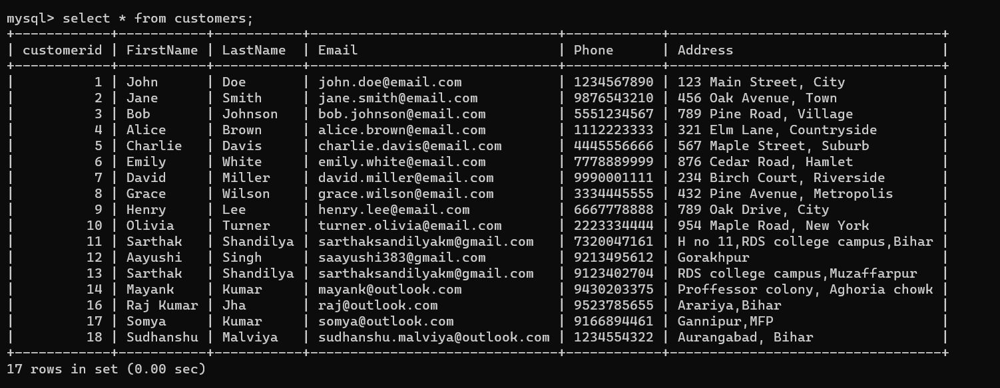 mysql> select * from customers;
+------------+-----------+-----------+-------------------------------+------------+----------------------------------+
| customerid | FirstName | LastName  | Email                         | Phone      | Address                          |
+------------+-----------+-----------+-------------------------------+------------+----------------------------------+
|          1 | John      | Doe       | john.doe@email.com            | 1234567890 | 123 Main Street, City            |
|          2 | Jane      | Smith     | jane.smith@email.com          | 9876543210 | 456 Oak Avenue, Town             |
|          3 | Bob       | Johnson   | bob.johnson@email.com         | 5551234567 | 789 Pine Road, Village           |
|          4 | Alice     | Brown     | alice.brown@email.com         | 1112223333 | 321 Elm Lane, Countryside        |
|          5 | Charlie   | Davis     | charlie.davis@email.com       | 4445556666 | 567 Maple Street, Suburb         |
|          6 | Emily     | White     | emily.white@email.com         | 7778889999 | 876 Cedar Road, Hamlet           |
|          7 | David     | Miller    | david.miller@email.com        | 9990001111 | 234 Birch Court, Riverside       |
|          8 | Grace     | Wilson    | grace.wilson@email.com        | 3334445555 | 432 Pine Avenue, Metropolis      |
|          9 | Henry     | Lee       | henry.lee@email.com           | 6667778888 | 789 Oak Drive, City              |
|         10 | Olivia    | Turner    | turner.olivia@email.com       | 2223334444 | 954 Maple Road, New York         |
|         11 | Sarthak   | Shandilya | sarthaksandilyakm@gmail.com   | 7320047161 | H no 11,RDS college campus,Bihar |
|         12 | Aayushi   | Singh     | saayushi383@gmail.com         | 9213495612 | Gorakhpur                        |
|         13 | Sarthak   | Shandilya | sarthaksandilyakm@gmail.com   | 9123402704 | RDS college campus,Muzaffarpur   |
|         14 | Mayank    | Kumar     | mayank@outlook.com            | 9430203375 | Proffessor colony, Aghoria chowk |
|         16 | Raj Kumar | Jha       | raj@outlook.com               | 9523785655 | Arariya,Bihar                    |
|         17 | Somya     | Kumar     | somya@outlook.com             | 9166894461 | Gannipur,MFP                     |
|         18 | Sudhanshu | Malviya   | sudhanshu.malviya@outlook.com | 1234554322 | Aurangabad, Bihar                |
+------------+-----------+-----------+-------------------------------+------------+----------------------------------+
17 rows in set (0.00 sec)